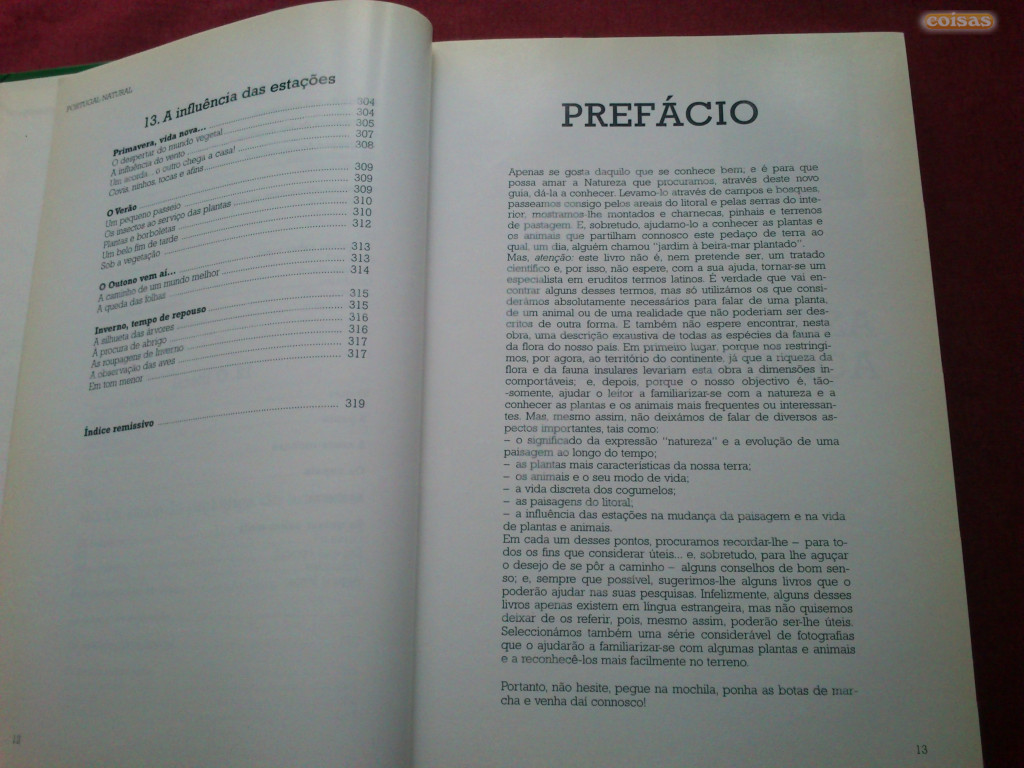 coisas
PORTUGAL NATURAL
13. A influência das estações
Primavera, vida nova... 304
O despertar do mundo vegetal 304
A influência do vento 305
Um acorda... o outro chega a casa! 307
Covis, ninhos, tocas e afins 308
O Verão 309
Um pequeno passeio 309
Os insectos ao serviço das plantas 309
Plantas e borboletas 310
Um belo fim de tarde 310
Sob a vegetação 312
O Outono vem aí... 313
A caminho de um mundo melhor 313
A queda das folhas 314
Inverno, tempo de repouso 315
A silhueta das árvores 315
À procura de abrigo 316
As roupagens de Inverno 316
A observação das aves 317
Em tom menor 317
Índice remissivo 319
12
PREFÁCIO
Apenas se gosta daquilo que se conhece bem; e é para que
possa amar a Natureza que procuramos, através deste novo
guia, dá-la a conhecer. Levamo-lo através de campos e bosques,
passeamos consigo pelos areais do litoral e pelas serras do inte-
rior, mostramos-lhe montados e charnecas, pinhais e terrenos
de pastagem. E, sobretudo, ajudamo-lo a conhecer as plantas e
os animais que partilham connosco este pedaço de terra ao
qual, um dia, alguém chamou "jardim à beira-mar plantado".
Mas, atenção: este livro não é, nem pretende ser, um tratado
científico e, por isso, não espere, com a sua ajuda, tornar-se um
especialista em eruditos termos latinos. É verdade que vai en-
contrar alguns desses termos, mas só utilizámos os que consi-
derámos absolutamente necessários para falar de uma planta,
de um animal ou de uma realidade que não poderiam ser des-
critos de outra forma. E também não espere encontrar, nesta
obra, uma descrição exaustiva de todas as espécies da fauna e
da flora do nosso país. Em primeiro lugar, porque nos restringi-
mos, por agora, ao território do continente, já que a riqueza da
flora e da fauna insulares levariam esta obra a dimensões in-
comportáveis; e, depois, porque o nosso objectivo é, tão-
-somente, ajudar o leitor a familiarizar-se com a natureza e a
conhecer as plantas e os animais mais frequentes ou interessan-
tes. Mas, mesmo assim, não deixámos de falar de diversos as-
pectos importantes, tais como:
– o significado da expressão "natureza" e a evolução de uma
paisagem ao longo do tempo;
– as plantas mais características da nossa terra;
– os animais e o seu modo de vida;
– a vida discreta dos cogumelos;
– as paisagens do litoral;
– a influência das estações na mudança da paisagem e na vida
de plantas e animais.
Em cada um desses pontos, procuramos recordar-lhe – para to-
dos os fins que considerar úteis... e, sobretudo, para lhe aguçar
o desejo de se pôr a caminho – alguns conselhos de bom sen-
so; e, sempre que possível, sugerimos-lhe alguns livros que o
poderão ajudar nas suas pesquisas. Infelizmente, alguns desses
livros apenas existem em língua estrangeira, mas não quisemos
deixar de os referir, pois, mesmo assim, poderão ser-lhe úteis.
Seleccionámos também uma série considerável de fotografias
que o ajudarão a familiarizar-se com algumas plantas e animais
e a reconhecê-los mais facilmente no terreno.
Portanto, não hesite, pegue na mochila, ponha as botas de mar-
cha e venha daí connosco!
13